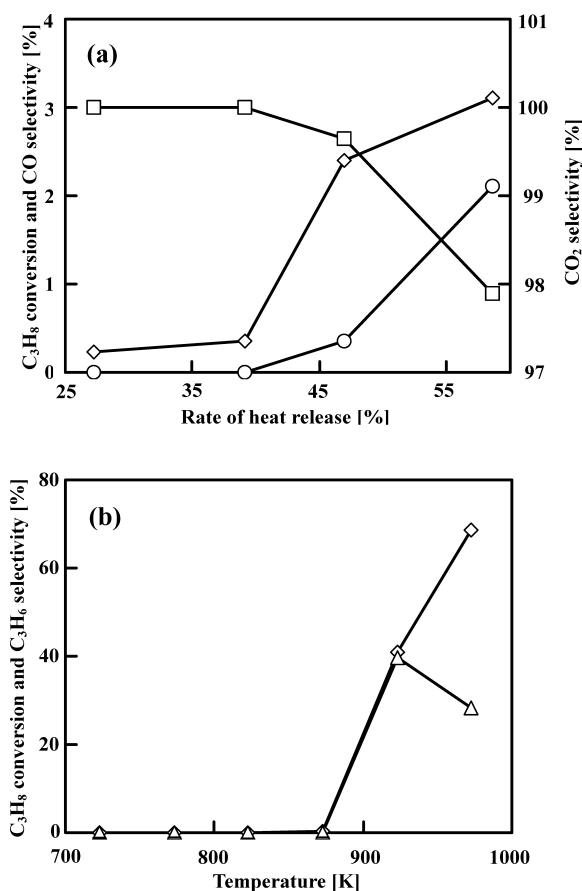 (a)
C₃H₈ conversion and CO selectivity [%]
4
3
2
1
0
101
100
99
98
97
CO₂ selectivity [%]
25 35 45 55
Rate of heat release [%]
(b)
C₃H₈ conversion and C₃H₆ selectivity [%]
80
60
40
20
0
700 800 900 1000
Temperature [K]